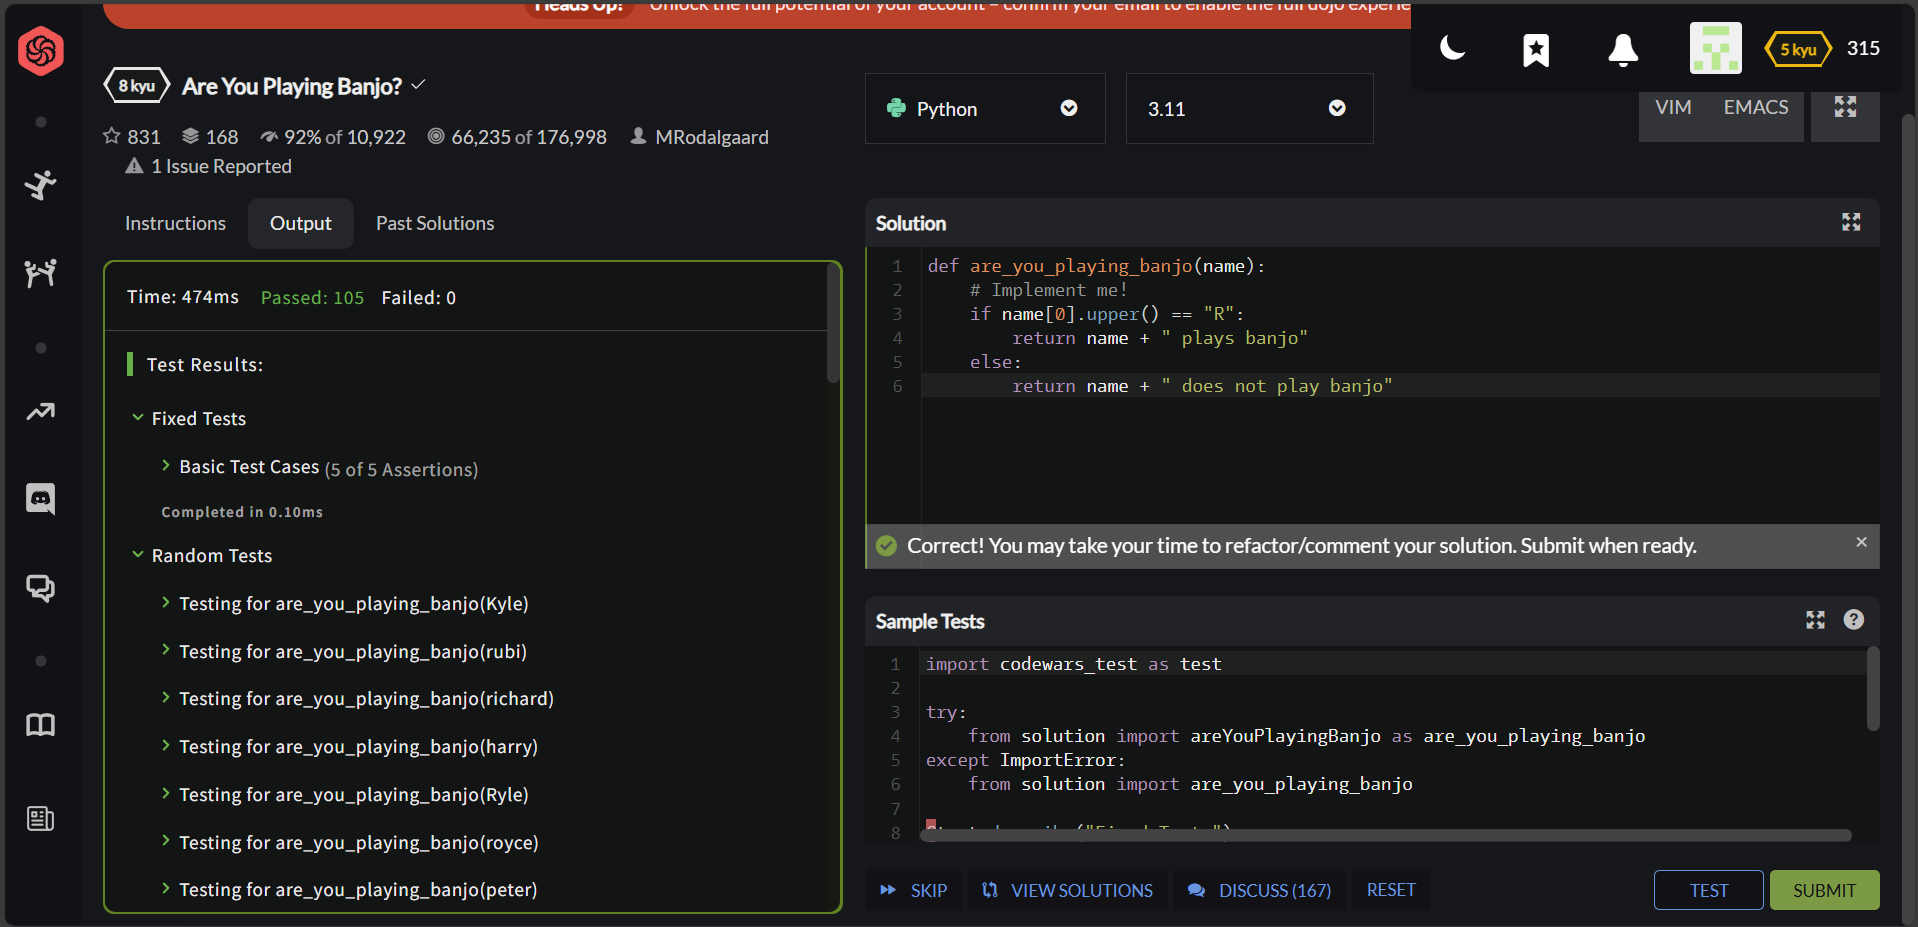 Heads Up! Unlock the full potential of your account – confirm your email to enable the full dojo experie
5 kyu 315
8 kyu Are You Playing Banjo?
831 168 92% of 10,922 66,235 of 176,998 MRodalgaard
1 Issue Reported
Python
3.11
VIM EMACS
Instructions Output Past Solutions
Time: 474ms Passed: 105 Failed: 0
Test Results:
Fixed Tests
Basic Test Cases (5 of 5 Assertions)
Completed in 0.10ms
Random Tests
Testing for are_you_playing_banjo(Kyle)
Testing for are_you_playing_banjo(rubi)
Testing for are_you_playing_banjo(richard)
Testing for are_you_playing_banjo(harry)
Testing for are_you_playing_banjo(Ryle)
Testing for are_you_playing_banjo(royce)
Testing for are_you_playing_banjo(peter)
Solution
1 def are_you_playing_banjo(name):
2 # Implement me!
3 if name[0].upper() == "R":
4 return name + " plays banjo"
5 else:
6 return name + " does not play banjo"
Correct! You may take your time to refactor/comment your solution. Submit when ready.
Sample Tests
1 import codewars_test as test
2
3 try:
4 from solution import areYouPlayingBanjo as are_you_playing_banjo
5 except ImportError:
6 from solution import are_you_playing_banjo
7
8
SKIP VIEW SOLUTIONS DISCUSS (167) RESET TEST SUBMIT